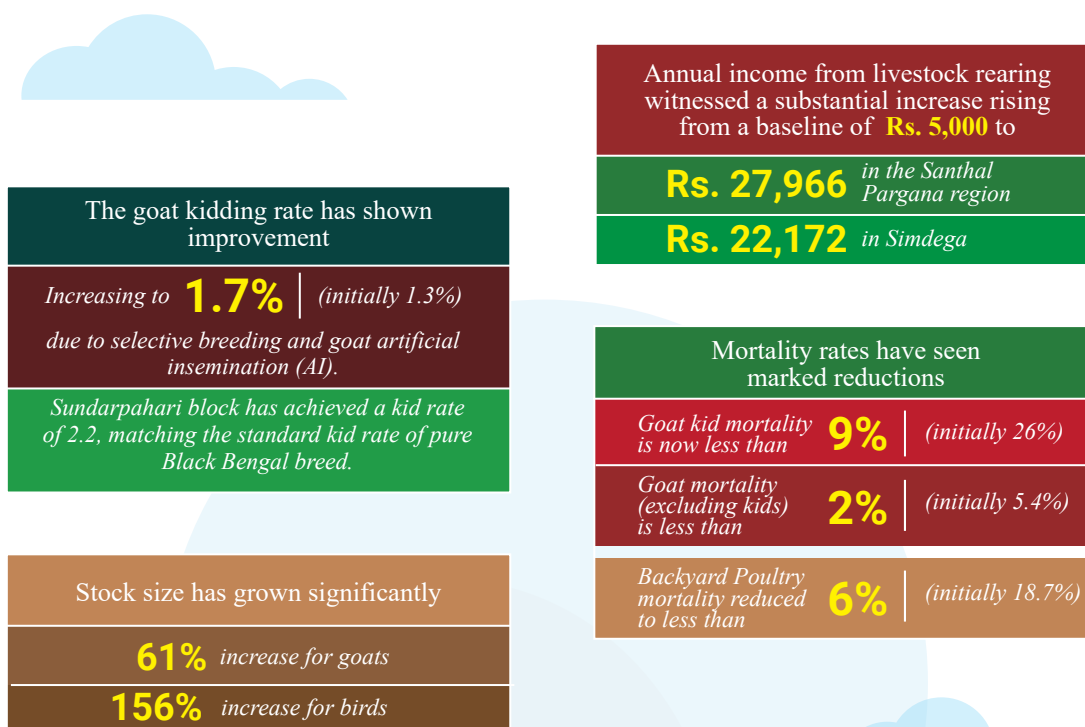 The goat kidding rate has shown
improvement
Increasing to 1.7% (initially 1.3%)
due to selective breeding and goat artificial
insemination (AI).
Sundarpahari block has achieved a kid rate
of 2.2, matching the standard kid rate of pure
Black Bengal breed.
Stock size has grown significantly
61% increase for goats
156% increase for birds
Annual income from livestock rearing
witnessed a substantial increase rising
from a baseline of Rs. 5,000 to
Rs. 27,966 in the Santhal
Pargana region
Rs. 22,172 in Simdega
Mortality rates have seen
marked reductions
Goat kid mortality
is now less than 9% (initially 26%)
Goat mortality
(excluding kids)
is less than 2% (initially 5.4%)
Backyard Poultry
mortality reduced
to less than 6% (initially 18.7%)